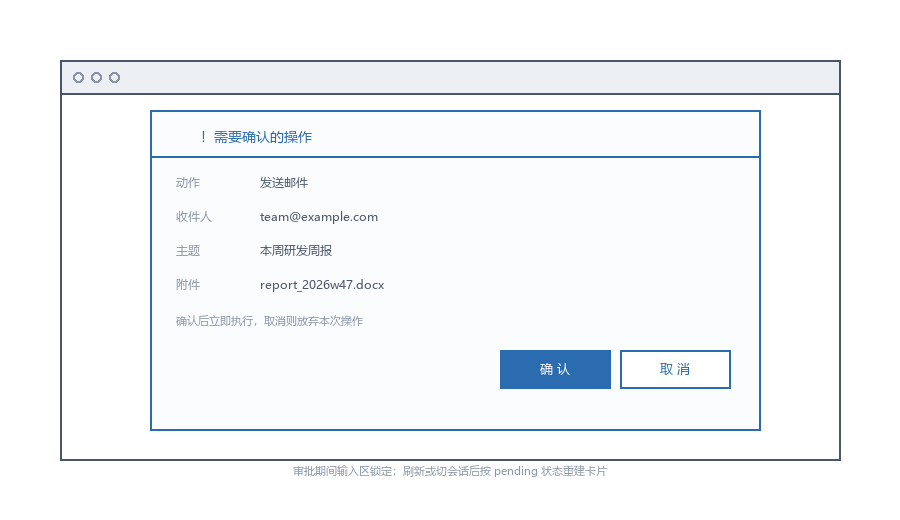 ！需要确认的操作
动作 发送邮件
收件人 team@example.com
主题 本周研发周报
附件 report_2026w47.docx
确认后立即执行，取消则放弃本次操作
确 认 取 消
审批期间输入区锁定；刷新或切会话后按 pending 状态重建卡片